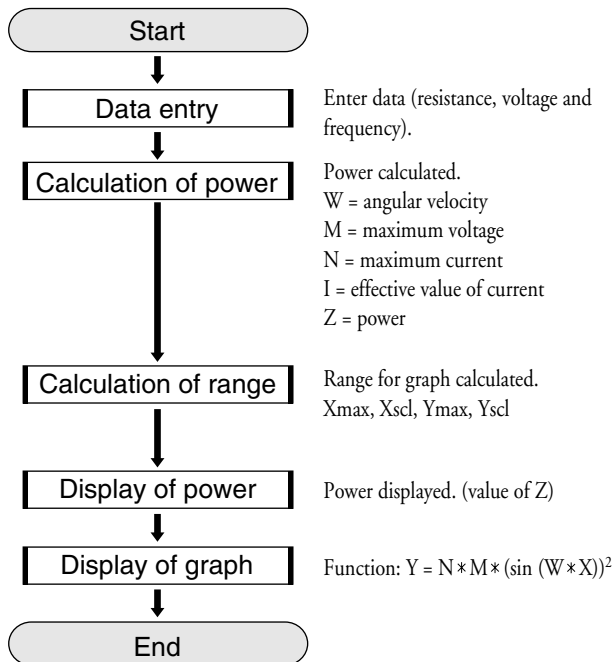 Start
Data entry
Enter data (resistance, voltage and
frequency).
Calculation of power
Power calculated.
W = angular velocity
M = maximum voltage
N = maximum current
I = effective value of current
Z = power
Calculation of range
Range for graph calculated.
Xmax, Xscl, Ymax, Yscl
Display of power
Power displayed. (value of Z)
Display of graph
Function: Y = N∗M∗(sin (W∗X))²
End